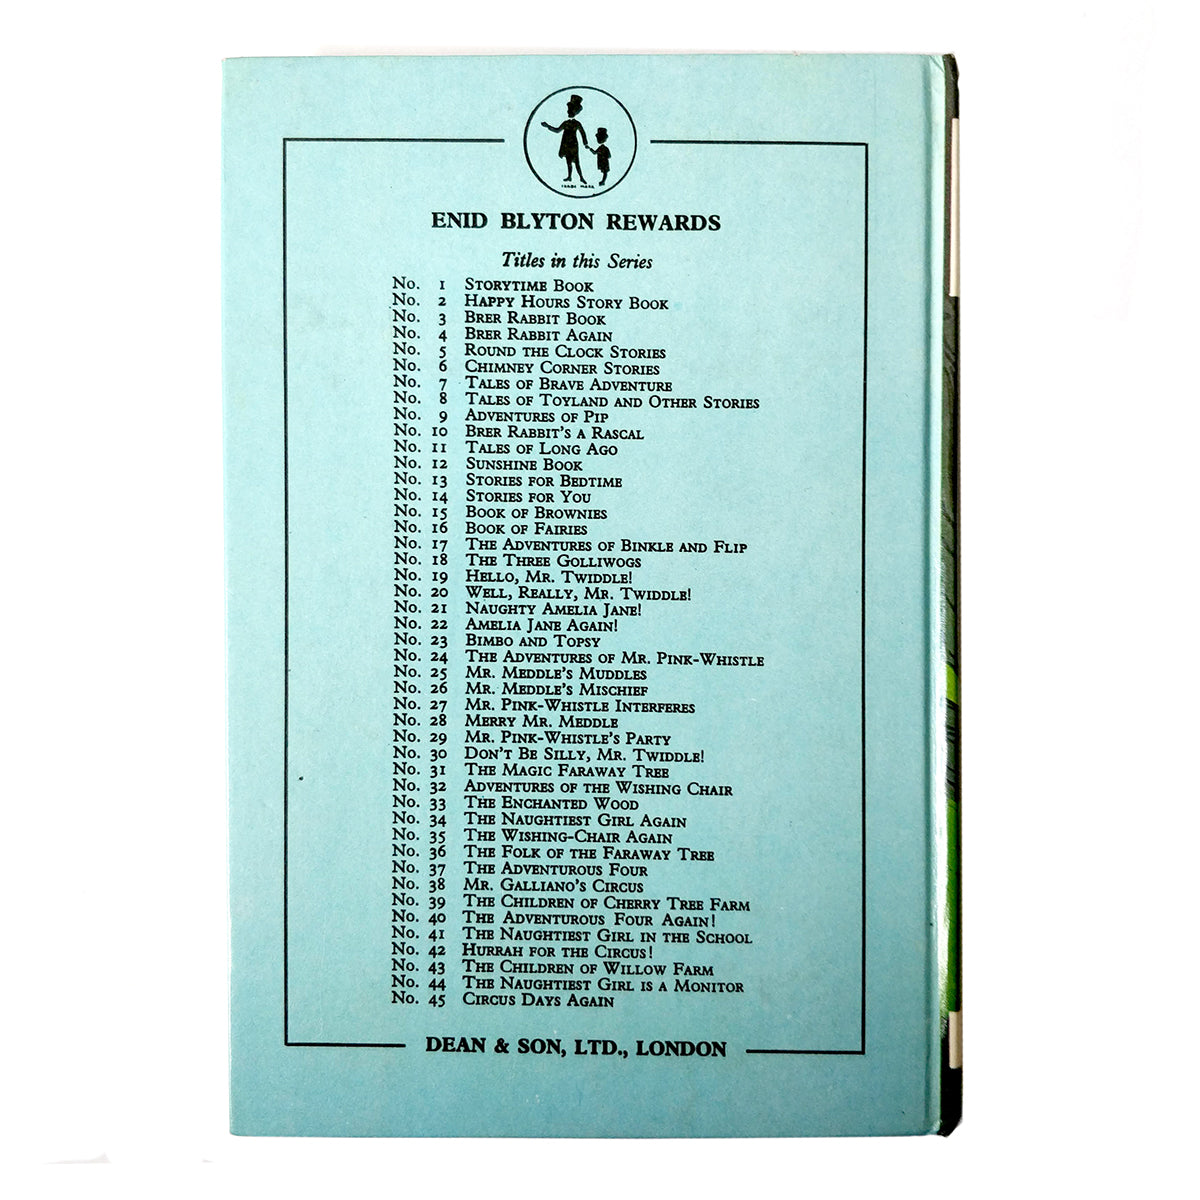 TRADE MARK
ENID BLYTON REWARDS
Titles in this Series
No. 1 STORYTIME BOOK
No. 2 HAPPY HOURS STORY BOOK
No. 3 BRER RABBIT BOOK
No. 4 BRER RABBIT AGAIN
No. 5 ROUND THE CLOCK STORIES
No. 6 CHIMNEY CORNER STORIES
No. 7 TALES OF BRAVE ADVENTURE
No. 8 TALES OF TOYLAND AND OTHER STORIES
No. 9 ADVENTURES OF PIP
No. 10 BRER RABBIT'S A RASCAL
No. 11 TALES OF LONG AGO
No. 12 SUNSHINE BOOK
No. 13 STORIES FOR BEDTIME
No. 14 STORIES FOR YOU
No. 15 BOOK OF BROWNIES
No. 16 BOOK OF FAIRIES
No. 17 THE ADVENTURES OF BINKLE AND FLIP
No. 18 THE THREE GOLLIWOGS
No. 19 HELLO, MR. TWIDDLE!
No. 20 WELL, REALLY, MR. TWIDDLE!
No. 21 NAUGHTY AMELIA JANE!
No. 22 AMELIA JANE AGAIN!
No. 23 BIMBO AND TOPSY
No. 24 THE ADVENTURES OF MR. PINK-WHISTLE
No. 25 MR. MEDDLE'S MUDDLES
No. 26 MR. MEDDLE'S MISCHIEF
No. 27 MR. PINK-WHISTLE INTERFERES
No. 28 MERRY MR. MEDDLE
No. 29 MR. PINK-WHISTLE'S PARTY
No. 30 DON'T BE SILLY, MR. TWIDDLE!
No. 31 THE MAGIC FARAWAY TREE
No. 32 ADVENTURES OF THE WISHING CHAIR
No. 33 THE ENCHANTED WOOD
No. 34 THE NAUGHTIEST GIRL AGAIN
No. 35 THE WISHING-CHAIR AGAIN
No. 36 THE FOLK OF THE FARAWAY TREE
No. 37 THE ADVENTUROUS FOUR
No. 38 MR. GALLIANO'S CIRCUS
No. 39 THE CHILDREN OF CHERRY TREE FARM
No. 40 THE ADVENTUROUS FOUR AGAIN!
No. 41 THE NAUGHTIEST GIRL IN THE SCHOOL
No. 42 HURRAH FOR THE CIRCUS!
No. 43 THE CHILDREN OF WILLOW FARM
No. 44 THE NAUGHTIEST GIRL IS A MONITOR
No. 45 CIRCUS DAYS AGAIN
DEAN & SON, LTD., LONDON